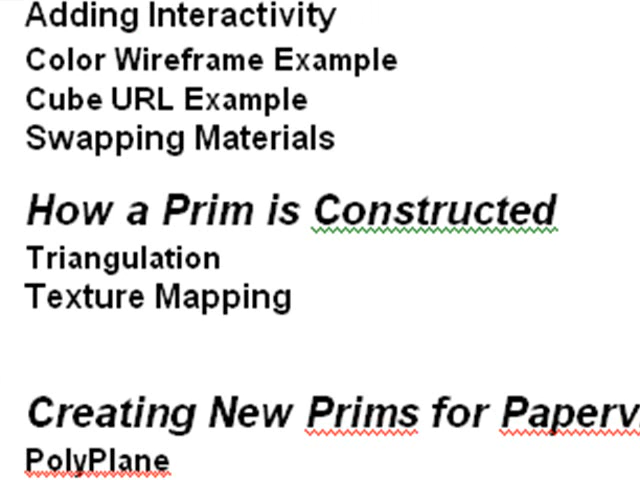 Adding Interactivity
Color Wireframe Example
Cube URL Example
Swapping Materials
How a Prim is Constructed
Triangulation
Texture Mapping
Creating New Prims for
PolyPlane